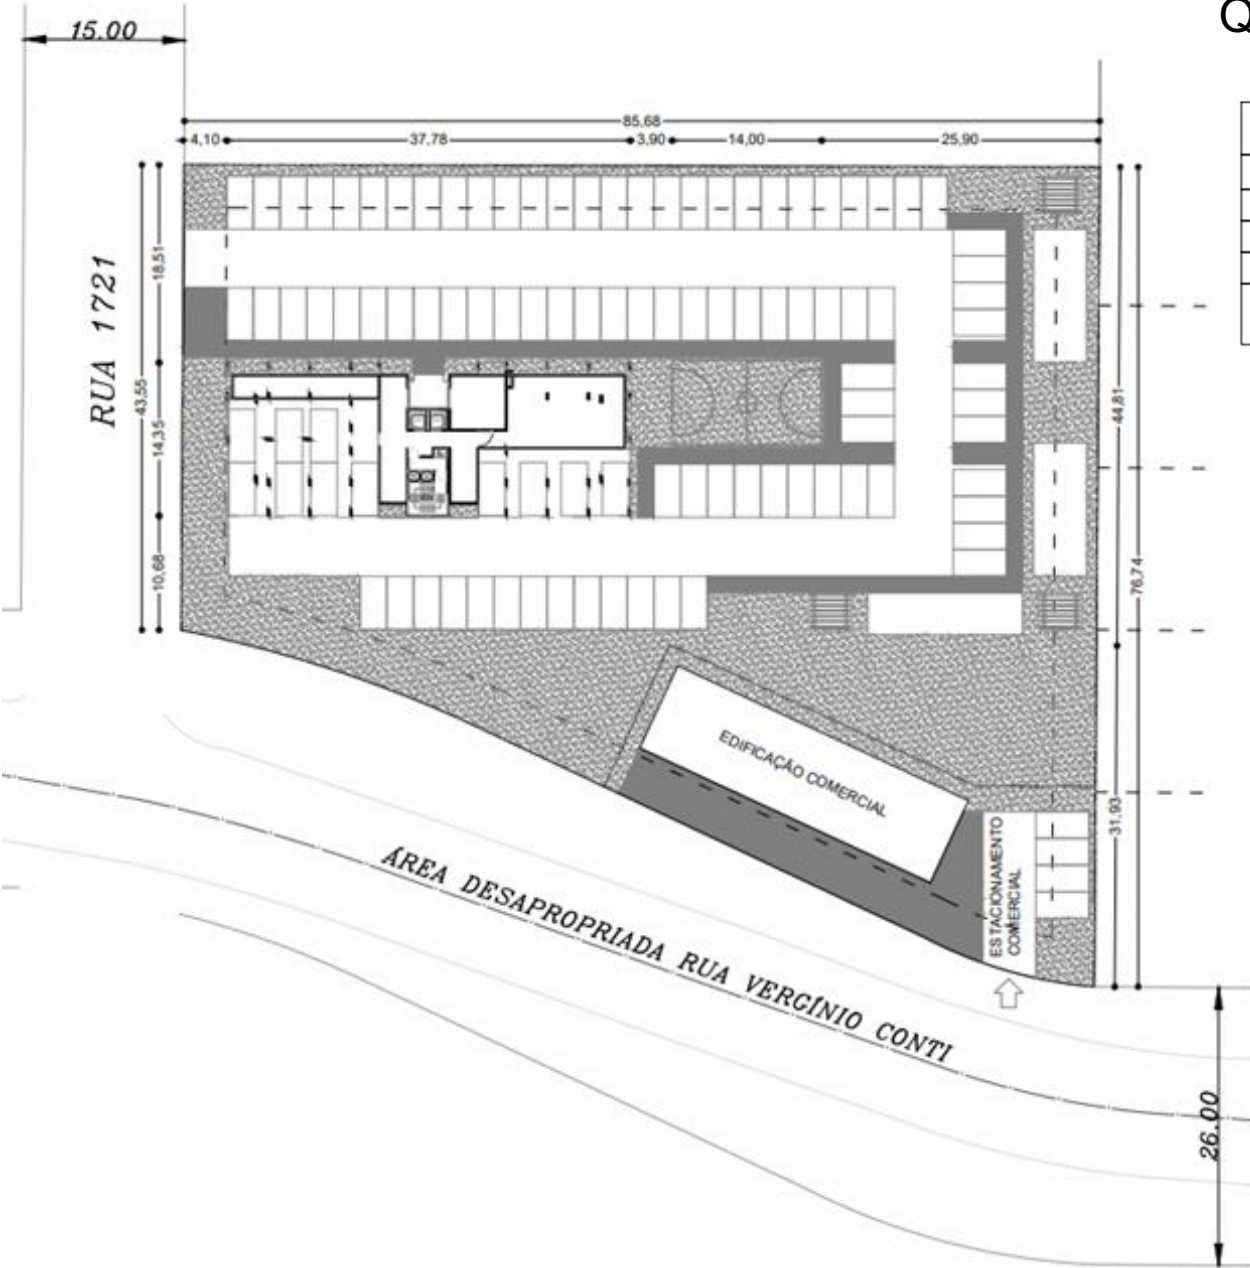 Q
15.00
85,68
4,10
37,78
3,90
14,00
25,90
RUA 1721
18,51
43,55
14,35
10,68
44,81
76,74
31,93
EDIFICAÇÃO COMERCIAL
ESTACIONAMENTO
COMERCIAL
ÁREA DESAPROPRIADA RUA VERGÍNIO CONTI
26.00